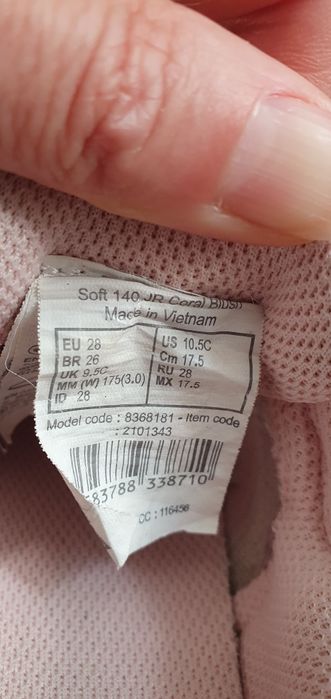 Soft 140 JR Coral Blush
Made in Vietnam
EU 28
BR 26
UK 9.5C
MM (W) 175(3.0)
ID 28
US 10.5C
Cm 17.5
RU 28
MX 17.5
Model code : 8368181 - Item code
: 2101343
583788 338710
CC : 116456